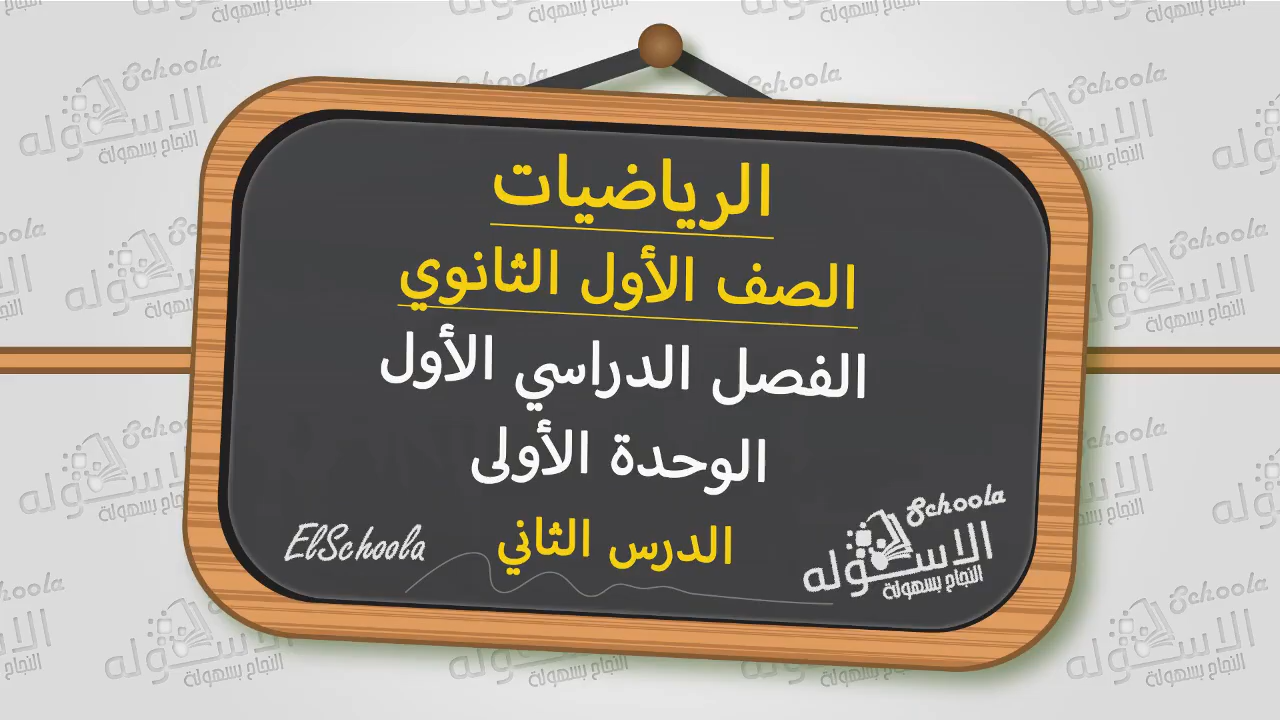 الرياضيات
الصف الأول الثانوي
الفصل الدراسي الأول
الوحدة الأولى
الدرس الثاني
ElSchoola
Schoola
الاسكوله
النجاح بسهولة